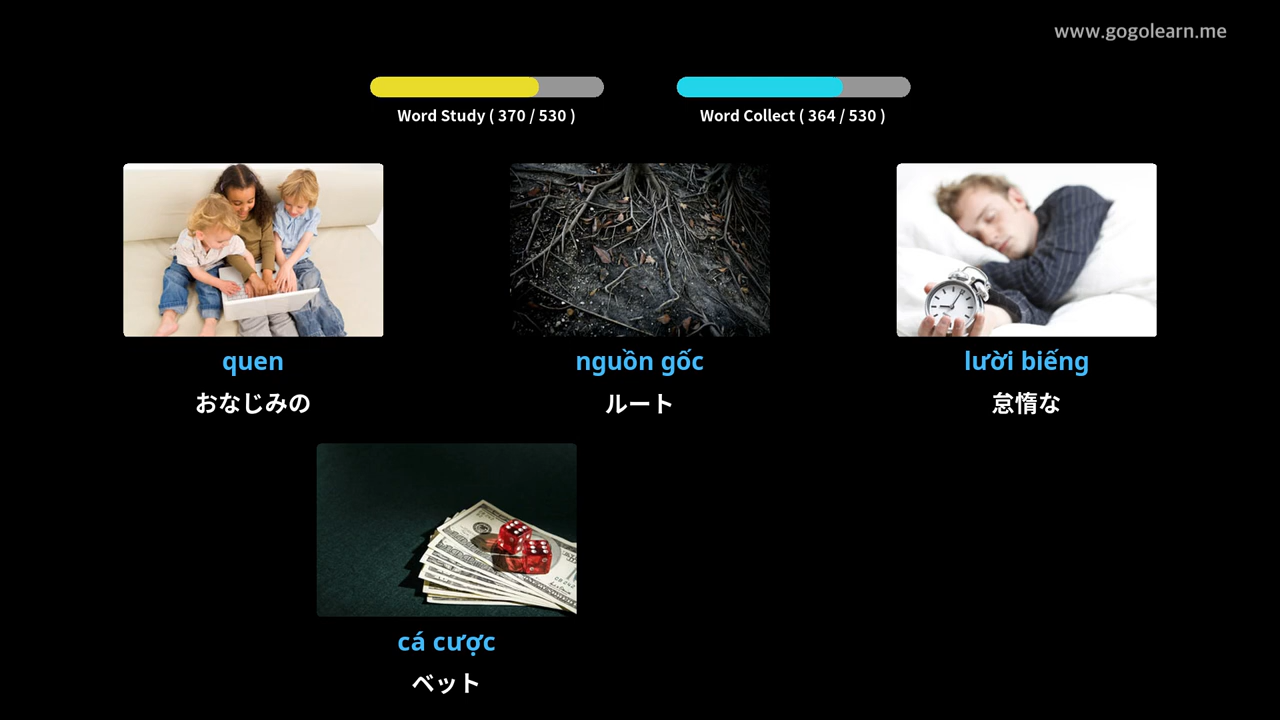 www.gogolearn.me
Word Study ( 370 / 530 )
Word Collect ( 364 / 530 )
quen
おなじみの
nguồn gốc
ルート
lười biếng
怠惰な
cá cược
ベット